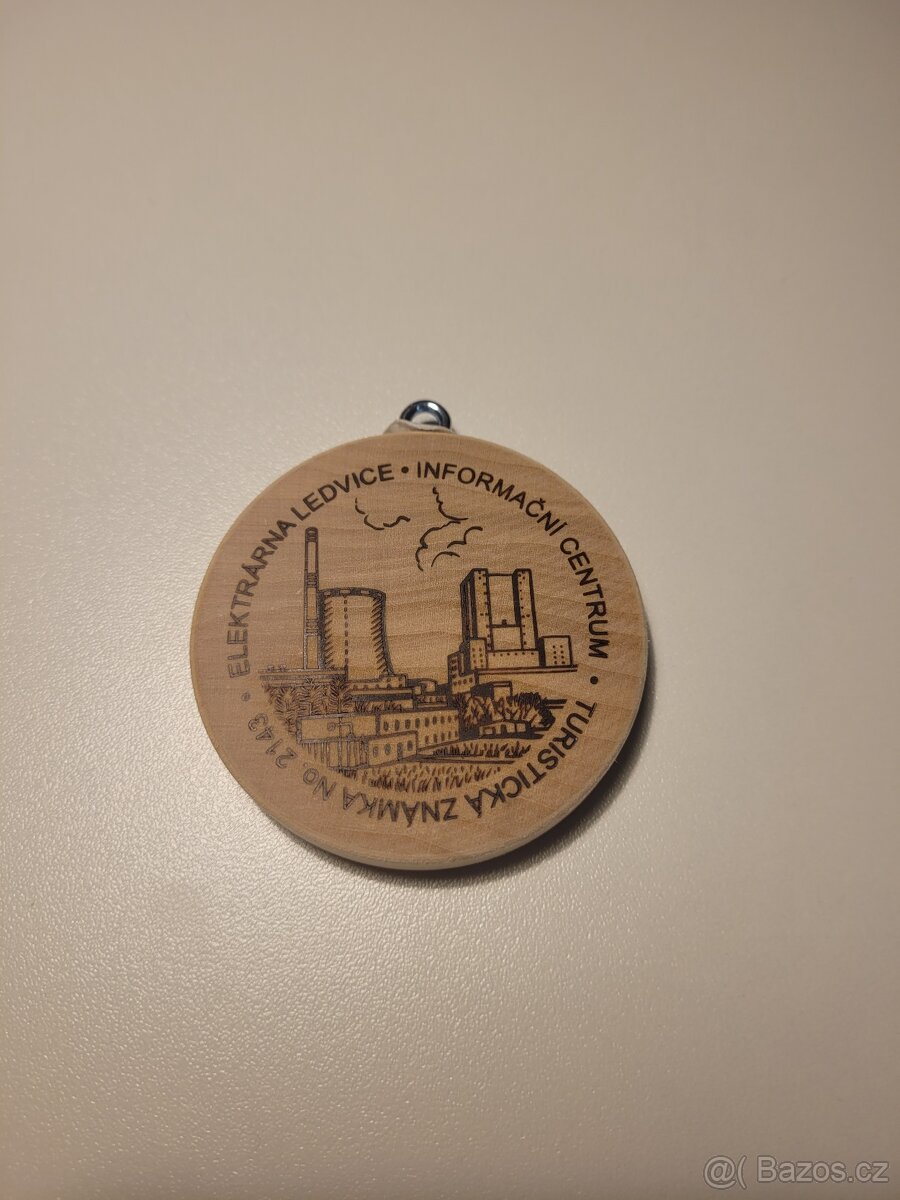 ELEKTRÁRNA LEDVICE • INFORMAČNÍ CENTRUM • TURISTICKÁ ZNÁMKA No. 2143 •
@( Bazos.cz